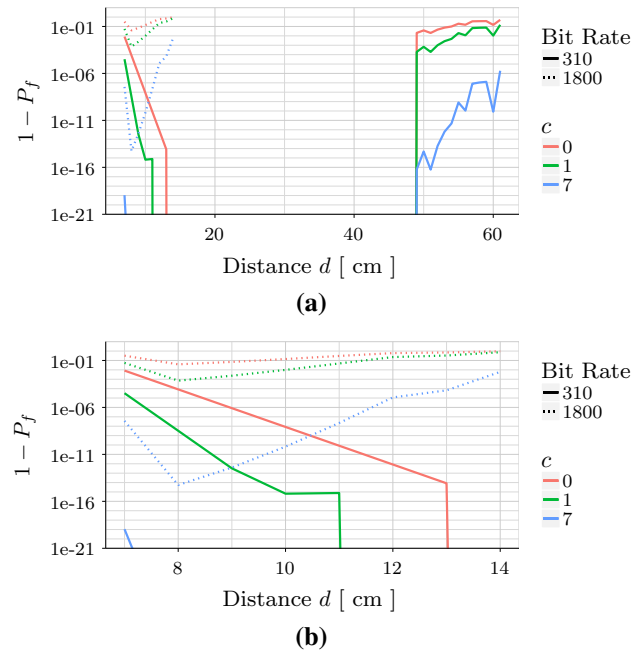 1e-01
1e-06
1e-11
1e-16
1e-21
1 − P_f
20
40
60
Distance d [ cm ]
Bit Rate
310
1800
c
0
1
7
(a)
1e-01
1e-06
1e-11
1e-16
1e-21
1 − P_f
8
10
12
14
Distance d [ cm ]
Bit Rate
310
1800
c
0
1
7
(b)